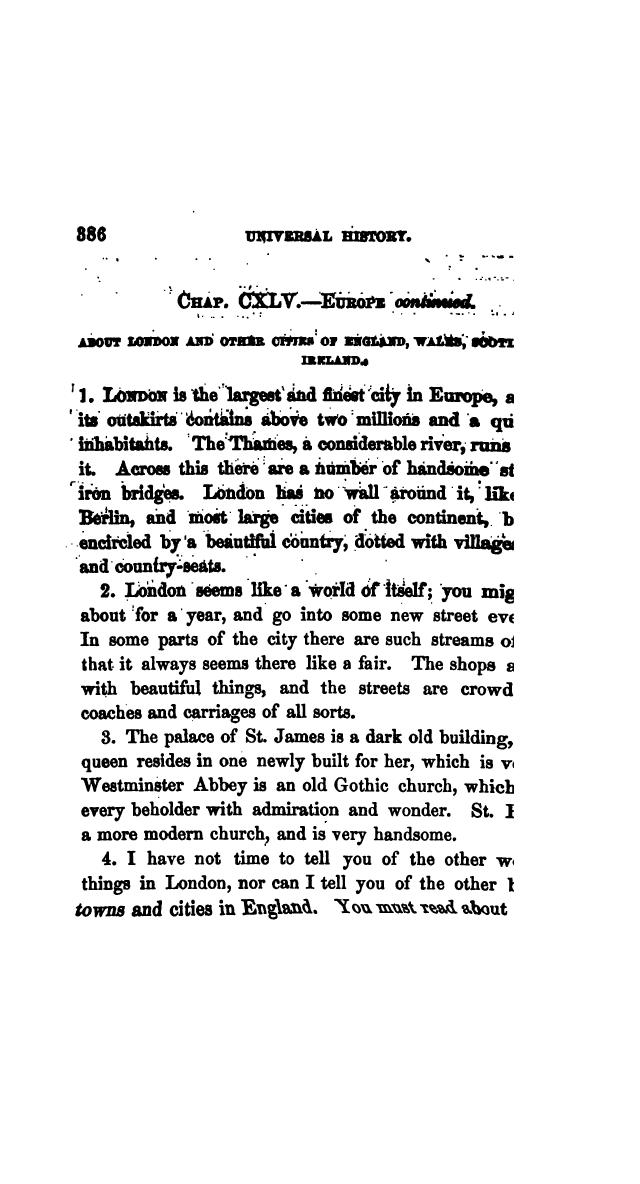 386 UNIVERSAL HISTORY.
CHAP. CXLV.—EUROPE continued.
ABOUT LONDON AND OTHER CITIES OF ENGLAND, WALES,
IRELAND.
1. LONDON is the largest and finest city in Europe,
its outskirts contains above two millions and a
inhabitants. The Thames, a considerable river, runs
it. Across this there are a number of handsome
iron bridges. London has no wall around it,
Berlin, and most large cities of the continent,
encircled by a beautiful country, dotted with
and country-seats.
2. London seems like a world of itself; you
about for a year, and go into some new street
In some parts of the city there are such streams
that it always seems there like a fair. The shops
with beautiful things, and the streets are
coaches and carriages of all sorts.
3. The palace of St. James is a dark old building,
queen resides in one newly built for her, which is
Westminster Abbey is an old Gothic church, which
every beholder with admiration and wonder. St.
a more modern church, and is very handsome.
4. I have not time to tell you of the other
things in London, nor can I tell you of the other
towns and cities in England. You must read about